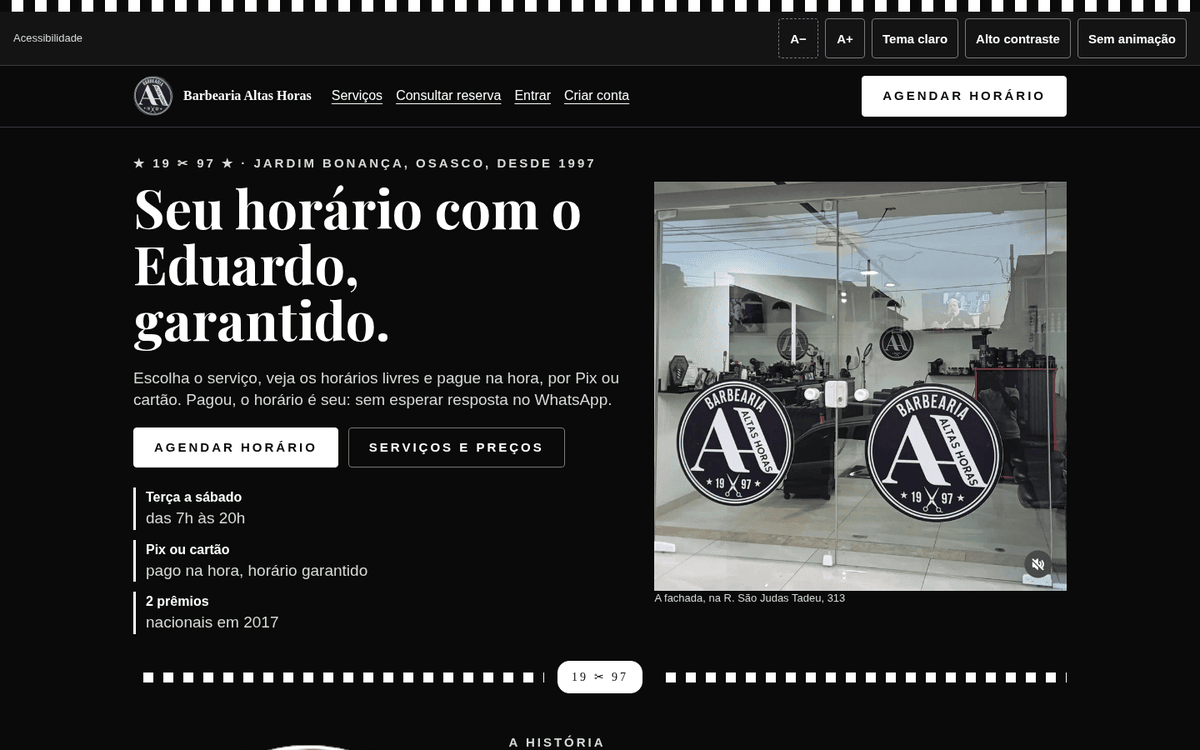 Acessibilidade
A−
A+
Tema claro
Alto contraste
Sem animação
BARBEARIA
Barbearia Altas Horas
Serviços
Consultar reserva
Entrar
Criar conta
AGENDAR HORÁRIO
★ 19 ✂ 97 ★ · JARDIM BONANÇA, OSASCO, DESDE 1997
Seu horário com o
Eduardo,
garantido.
Escolha o serviço, veja os horários livres e pague na hora, por Pix ou
cartão. Pagou, o horário é seu: sem esperar resposta no WhatsApp.
AGENDAR HORÁRIO
SERVIÇOS E PREÇOS
Terça a sábado
das 7h às 20h
Pix ou cartão
pago na hora, horário garantido
2 prêmios
nacionais em 2017
BARBEARIA
AA
ALTAS HORAS
★ 19 97 ★
BARBEARIA
AA
ALTAS HORAS
★ 19 97 ★
A fachada, na R. São Judas Tadeu, 313
19 ✂ 97
A HISTÓRIA